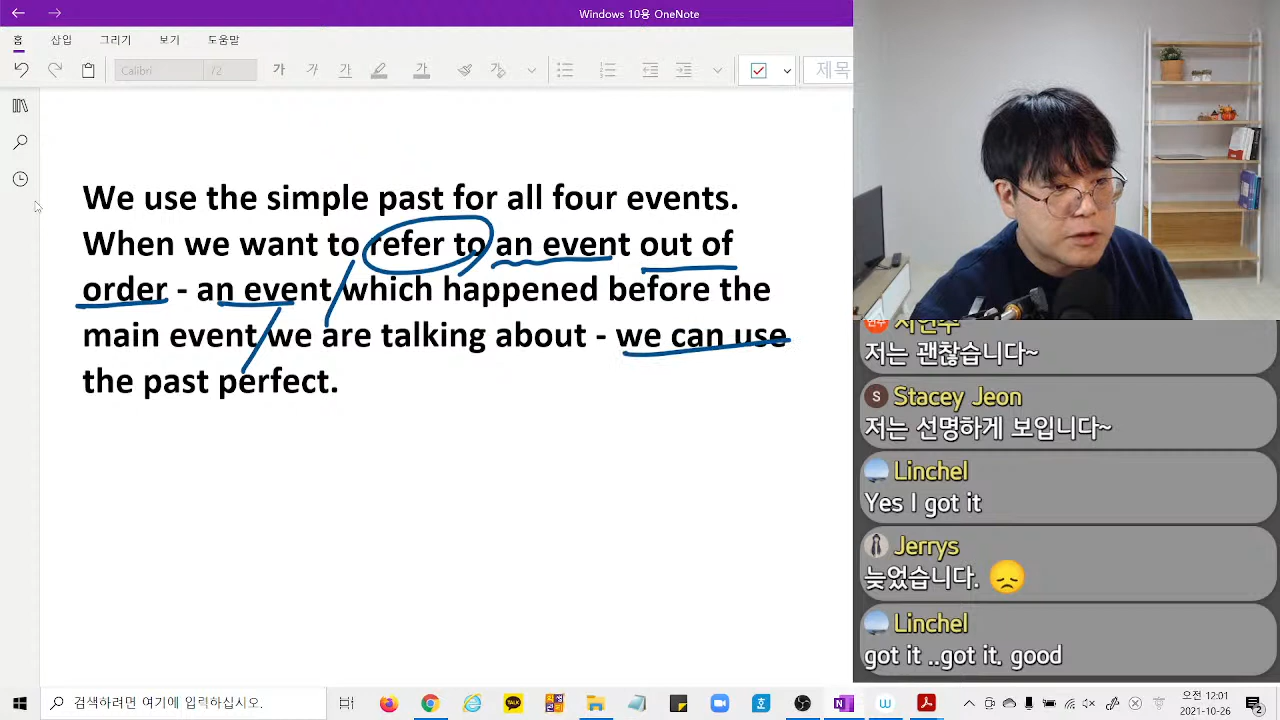 Windows 10용 OneNote
홈 삽입 그리기 보기 도움말
Calibri 72 가 가 가 가 제목
We use the simple past for all four events.
When we want to refer to an event out of
order - an event which happened before the
main event we are talking about - we can use
the past perfect.
저는 괜찮습니다~
S Stacey Jeon
저는 선명하게 보입니다~
Linchel
Yes I got it
Jerrys
늦었습니다. 😞
Linchel
got it ..got it. good
검색하려면 여기에 입력하십시오.
오전 13:01
2021-10-26